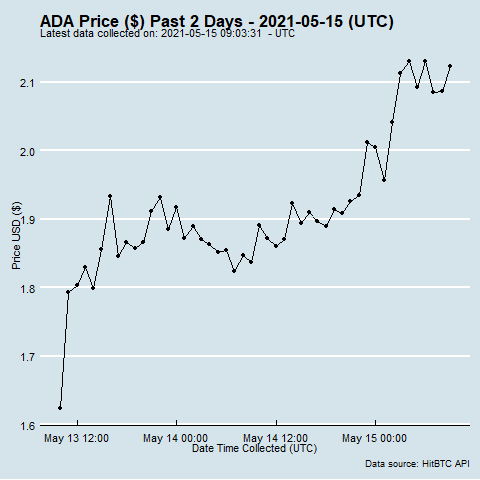 ADA Price ($) Past 2 Days - 2021-05-15 (UTC)
Latest data collected on: 2021-05-15 09:03:31 - UTC
Price USD ($)
2.1
2.0
1.9
1.8
1.7
1.6
May 13 12:00 May 14 00:00 May 14 12:00 May 15 00:00
Date Time Collected (UTC)
Data source: HitBTC API